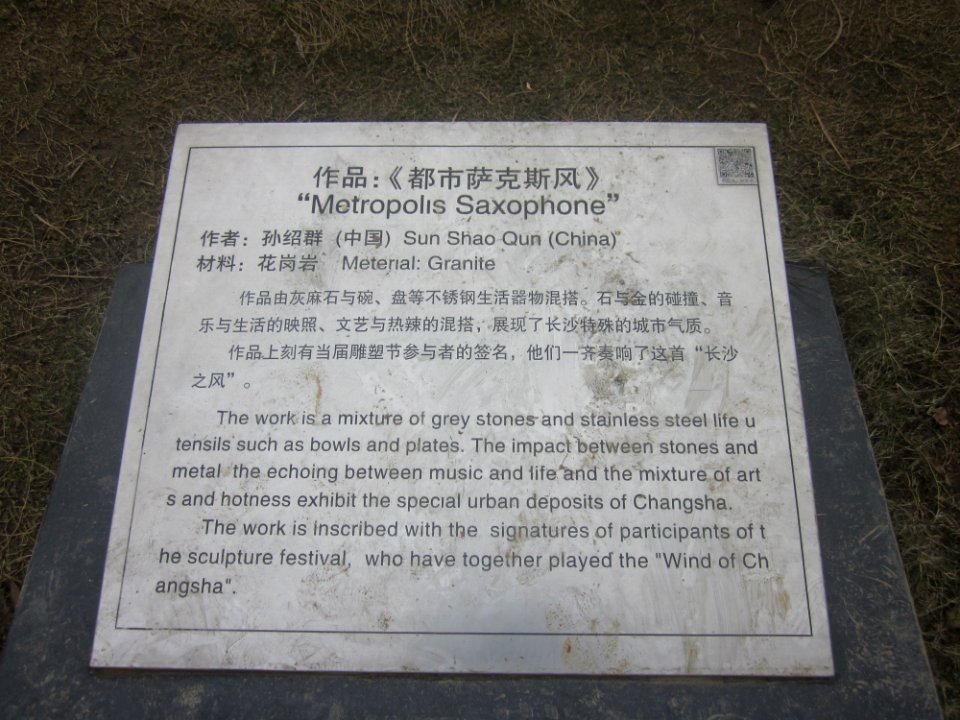 作品:《都市萨克斯风》
“Metropolis Saxophone”
作者: 孙绍群 (中国) Sun Shao Qun (China)
材料: 花岗岩 Meterial: Granite
作品由灰麻石与碗、盘等不锈钢生活器物混搭。石与金的碰撞、音
乐与生活的映照、文艺与热辣的混搭，展现了长沙特殊的城市气质。
作品上刻有当届雕塑节参与者的签名，他们一齐奏响了这首“长沙
之风”。
The work is a mixture of grey stones and stainless steel life u
tensils such as bowls and plates. The impact between stones and
metal the echoing between music and life and the mixture of art
s and hotness exhibit the special urban deposits of Changsha.
The work is inscribed with the signatures of participants of t
he sculpture festival, who have together played the "Wind of Ch
angsha".